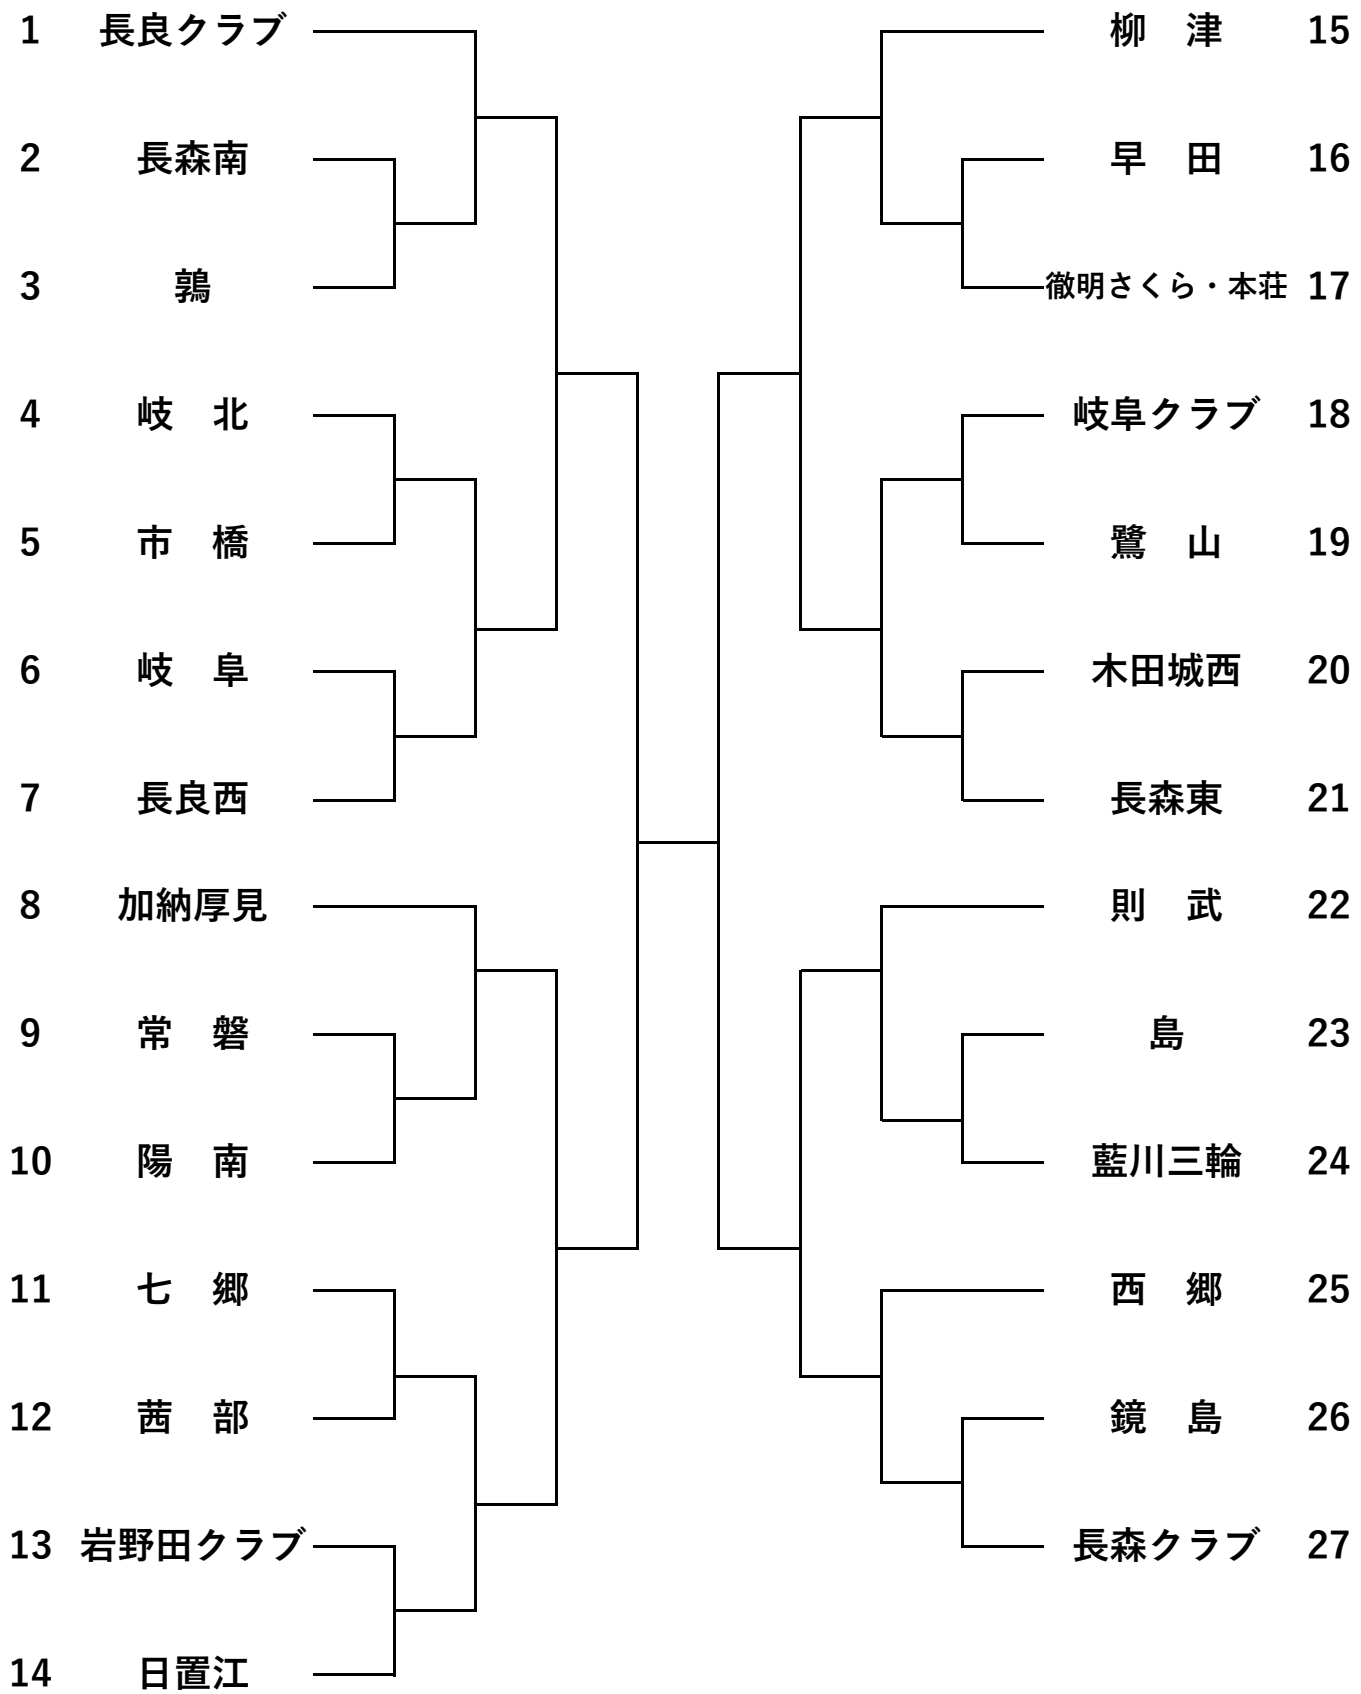 1 長良クラブ
2 長森南
3 鶉
4 岐　北
5 市　橋
6 岐　阜
7 長良西
8 加納厚見
9 常　磐
10 陽　南
11 七　郷
12 茜　部
13 岩野田クラブ
14 日置江
柳　津 15
早　田 16
徹明さくら・本荘 17
岐阜クラブ 18
鷺　山 19
木田城西 20
長森東 21
則　武 22
島 23
藍川三輪 24
西　郷 25
鏡　島 26
長森クラブ 27